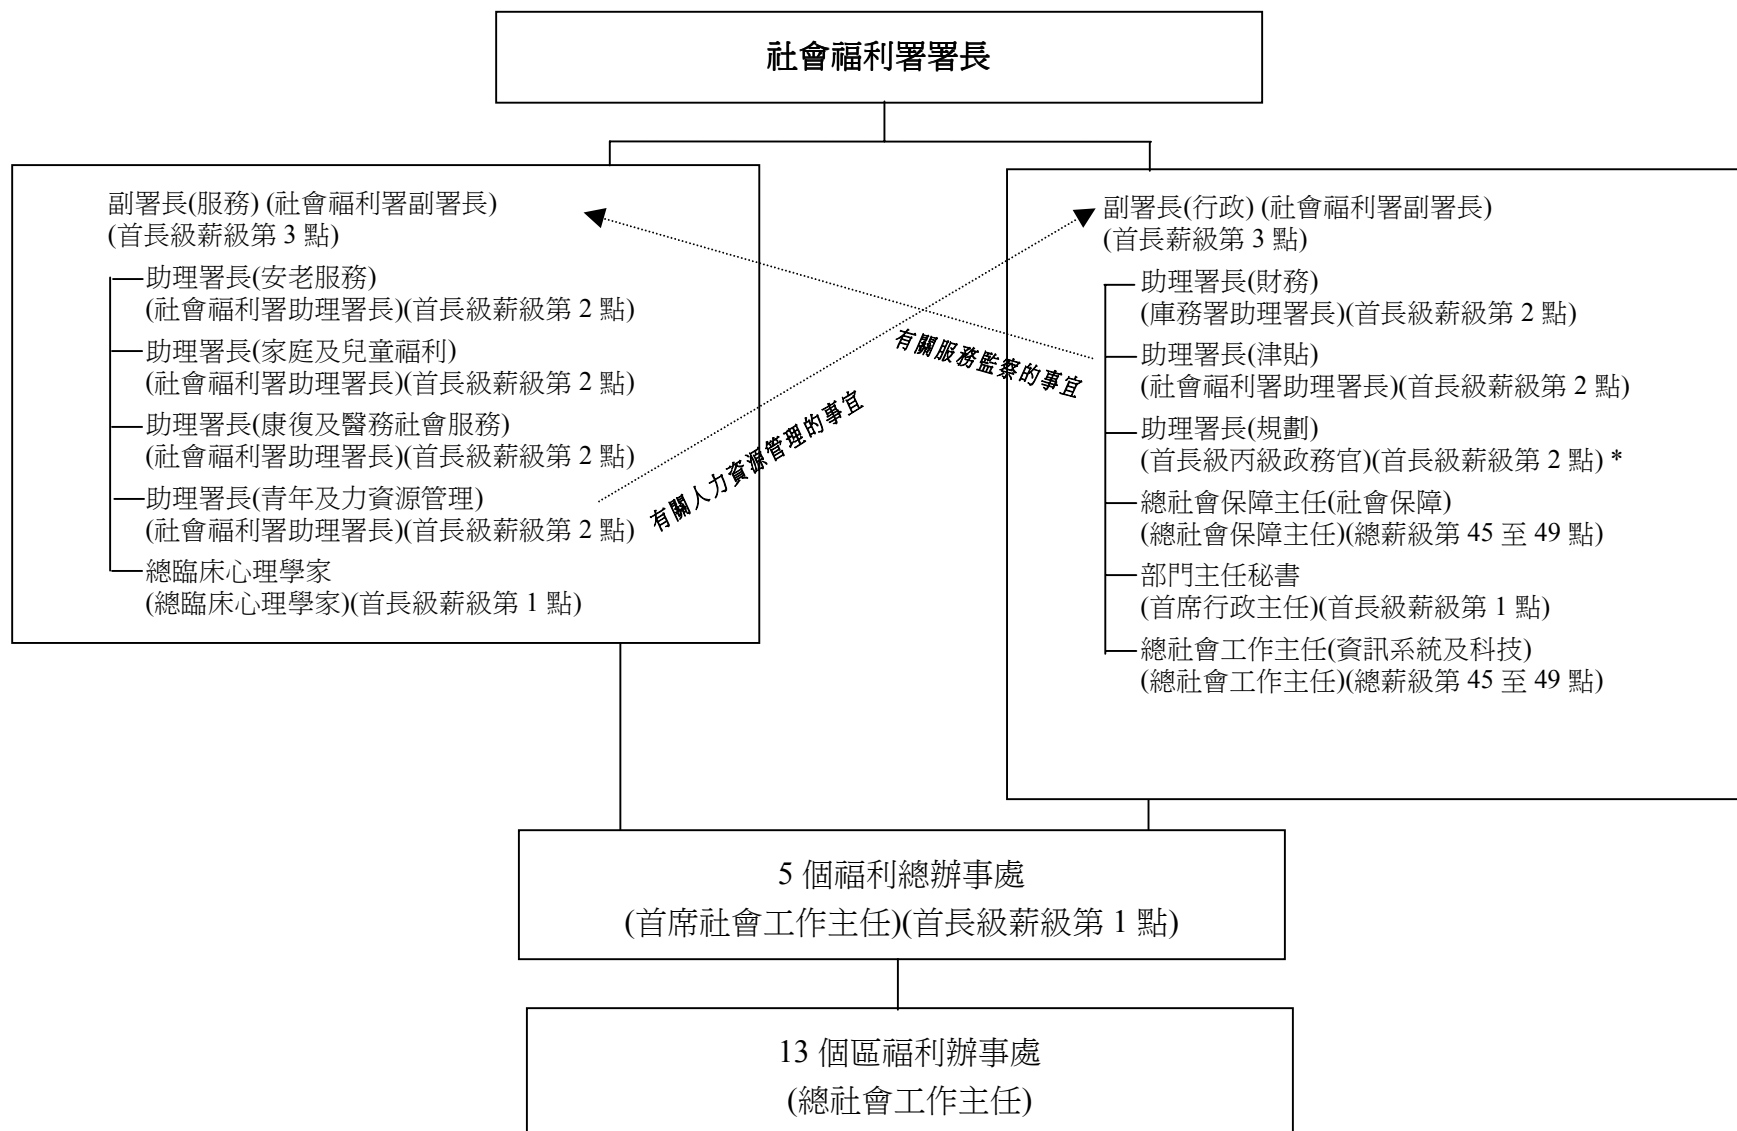 社會福利署署長
副署長(服務) (社會福利署副署長)
(首長級薪級第 3 點)
助理署長(安老服務)
(社會福利署助理署長)(首長級薪級第 2 點)
助理署長(家庭及兒童福利)
(社會福利署助理署長)(首長級薪級第 2 點)
助理署長(康復及醫務社會服務)
(社會福利署助理署長)(首長級薪級第 2 點)
助理署長(青年及力資源管理)
(社會福利署助理署長)(首長級薪級第 2 點)
總臨床心理學家
(總臨床心理學家)(首長級薪級第 1 點)
有關服務監察的事宜
有關人力資源管理的事宜
副署長(行政) (社會福利署副署長)
(首長薪級第 3 點)
助理署長(財務)
(庫務署助理署長)(首長級薪級第 2 點)
助理署長(津貼)
(社會福利署助理署長)(首長級薪級第 2 點)
助理署長(規劃)
(首長級丙級政務官)(首長級薪級第 2 點) *
總社會保障主任(社會保障)
(總社會保障主任)(總薪級第 45 至 49 點)
部門主任秘書
(首席行政主任)(首長級薪級第 1 點)
總社會工作主任(資訊系統及科技)
(總社會工作主任)(總薪級第 45 至 49 點)
5 個福利總辦事處
(首席社會工作主任)(首長級薪級第 1 點)
13 個區福利辦事處
(總社會工作主任)